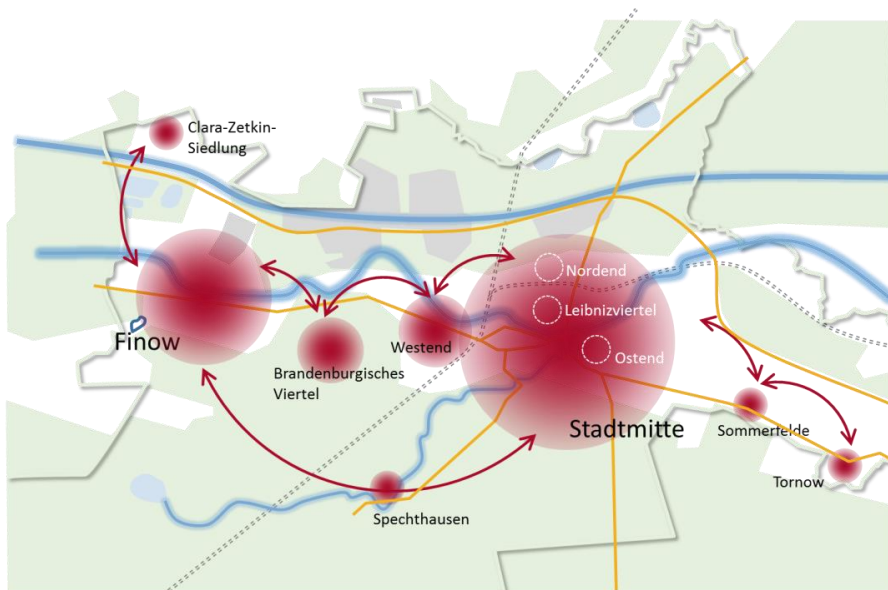 Clara-Zetkin-
Siedlung
Nordend
Leibnizviertel
Finow
Westend
Ostend
Brandenburgisches
Viertel
Stadtmitte
Sommerfelde
Tornow
Spechthausen